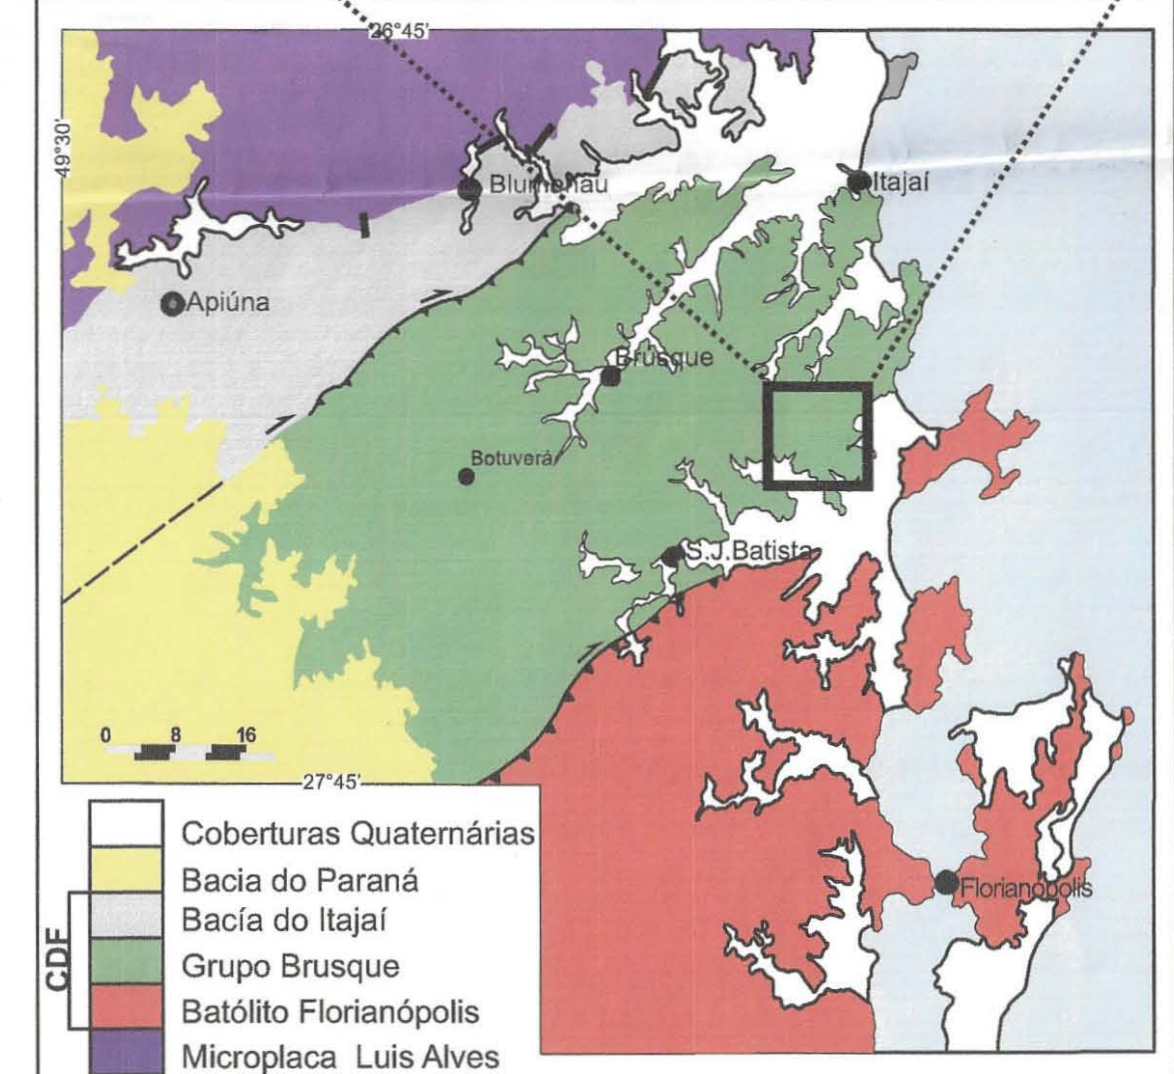 26°45'
49°30'
Blumenau
Itajaí
Apiúna
Brusque
Botuverá
S.J.Batista
0 8 16
27°45'
Florianópolis
CDF
Coberturas Quaternárias
Bacia do Paraná
Bacía do Itajaí
Grupo Brusque
Batólito Florianópolis
Microplaca Luis Alves